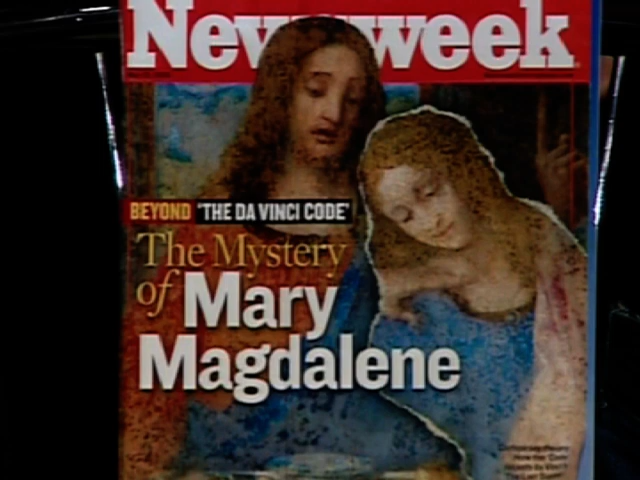 Newsweek
BEYOND 'THE DA VINCI CODE'
The Mystery
of Mary
Magdalene